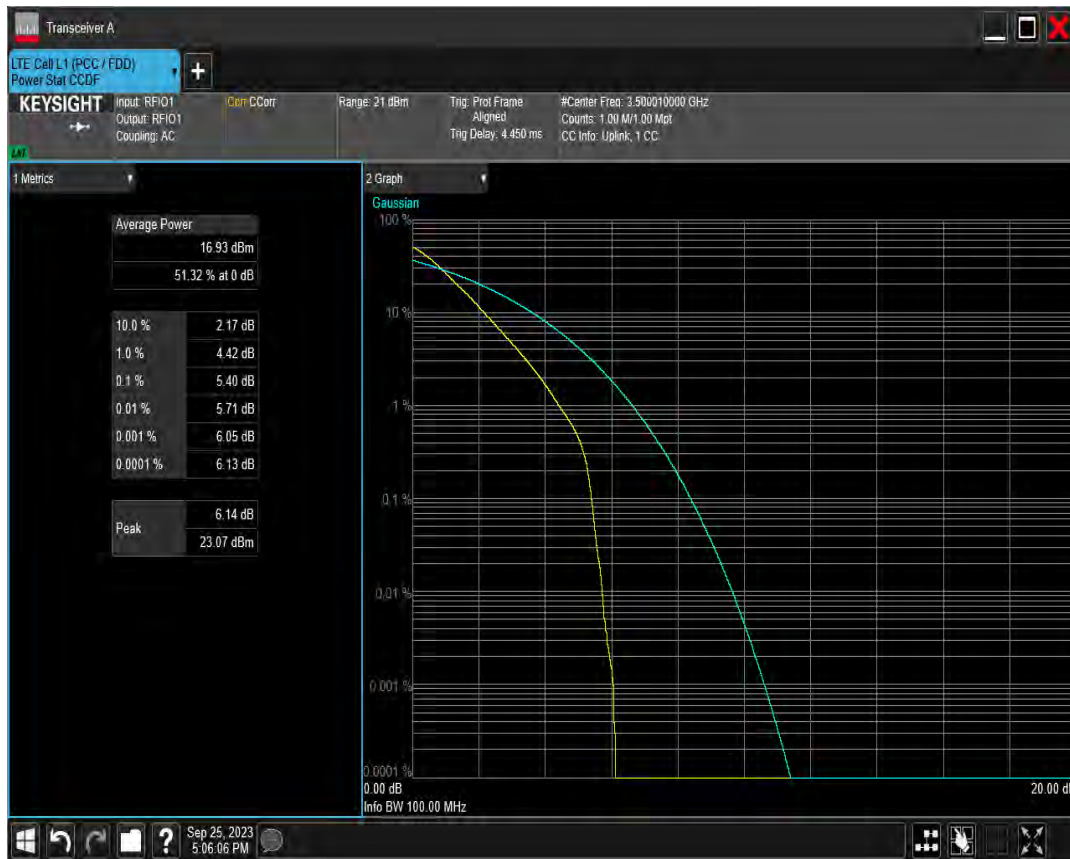 Transceiver A
LTE Cell L1 (PCC / FDD)
Power Stat CCDF
KEYSIGHT
Input: RFIO1
Output: RFIO1
Coupling: AC
Corr CCorr
Range: 21 dBm
Trig: Prot Frame
Aligned
Trig Delay: 4.450 ms
#Center Freq: 3.500010000 GHz
Counts: 1.00 M/1.00 Mpt
CC Info: Uplink, 1 CC
1 Metrics
Average Power
16.93 dBm
51.32 % at 0 dB
10.0 % 2.17 dB
1.0 % 4.42 dB
0.1 % 5.40 dB
0.01 % 5.71 dB
0.001 % 6.05 dB
0.0001 % 6.13 dB
Peak
6.14 dB
23.07 dBm
2 Graph
Gaussian
100 %
10 %
1 %
0.1 %
0.01 %
0.001 %
0.0001 %
0.00 dB
20.00 d
Info BW 100.00 MHz
Sep 25, 2023
5:06:06 PM